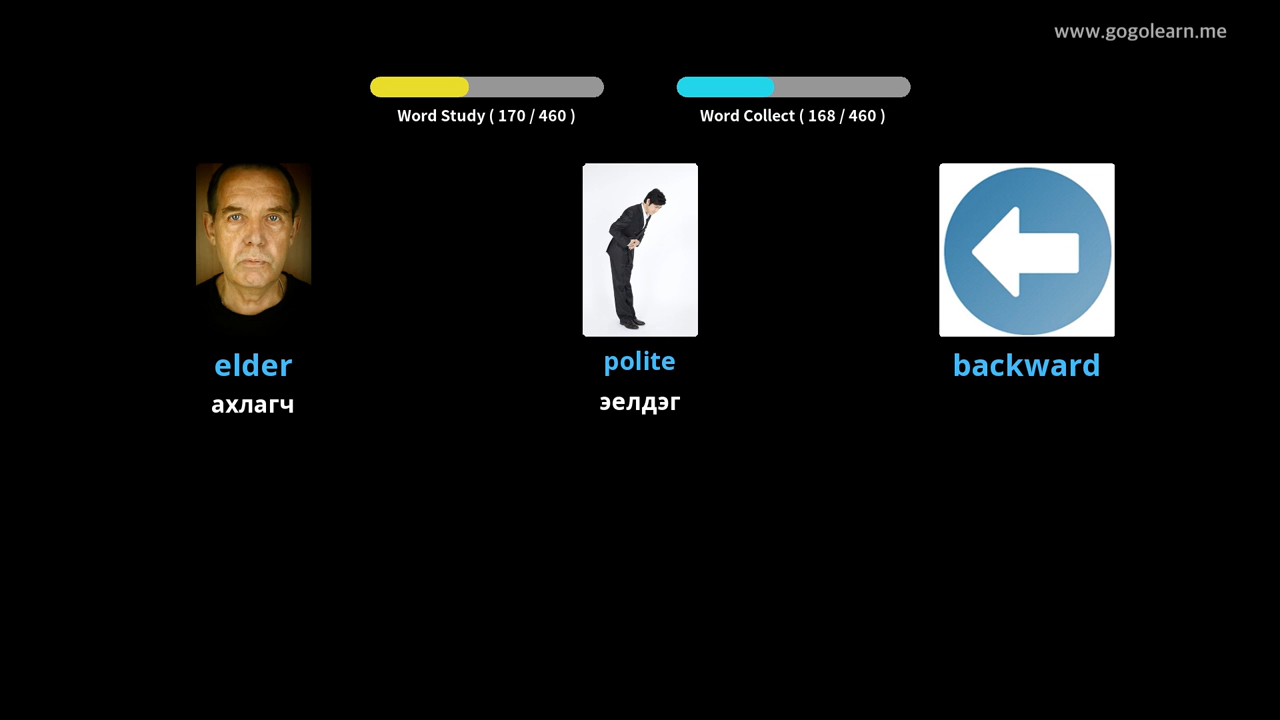 www.gogolearn.me
Word Study ( 170 / 460 )
Word Collect ( 168 / 460 )
elder
polite
backward
ахлагч
эелдэг